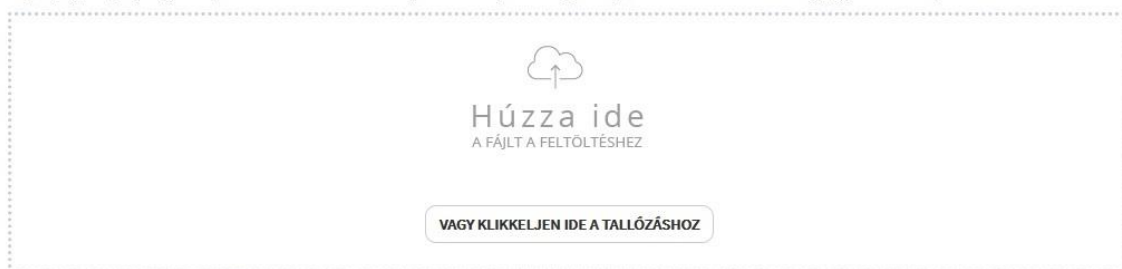 Húzza ide
A FÁJLT A FELTÖLTÉSHEZ
VAGY KLIKKELJEN IDE A TALLÓZÁSHOZ